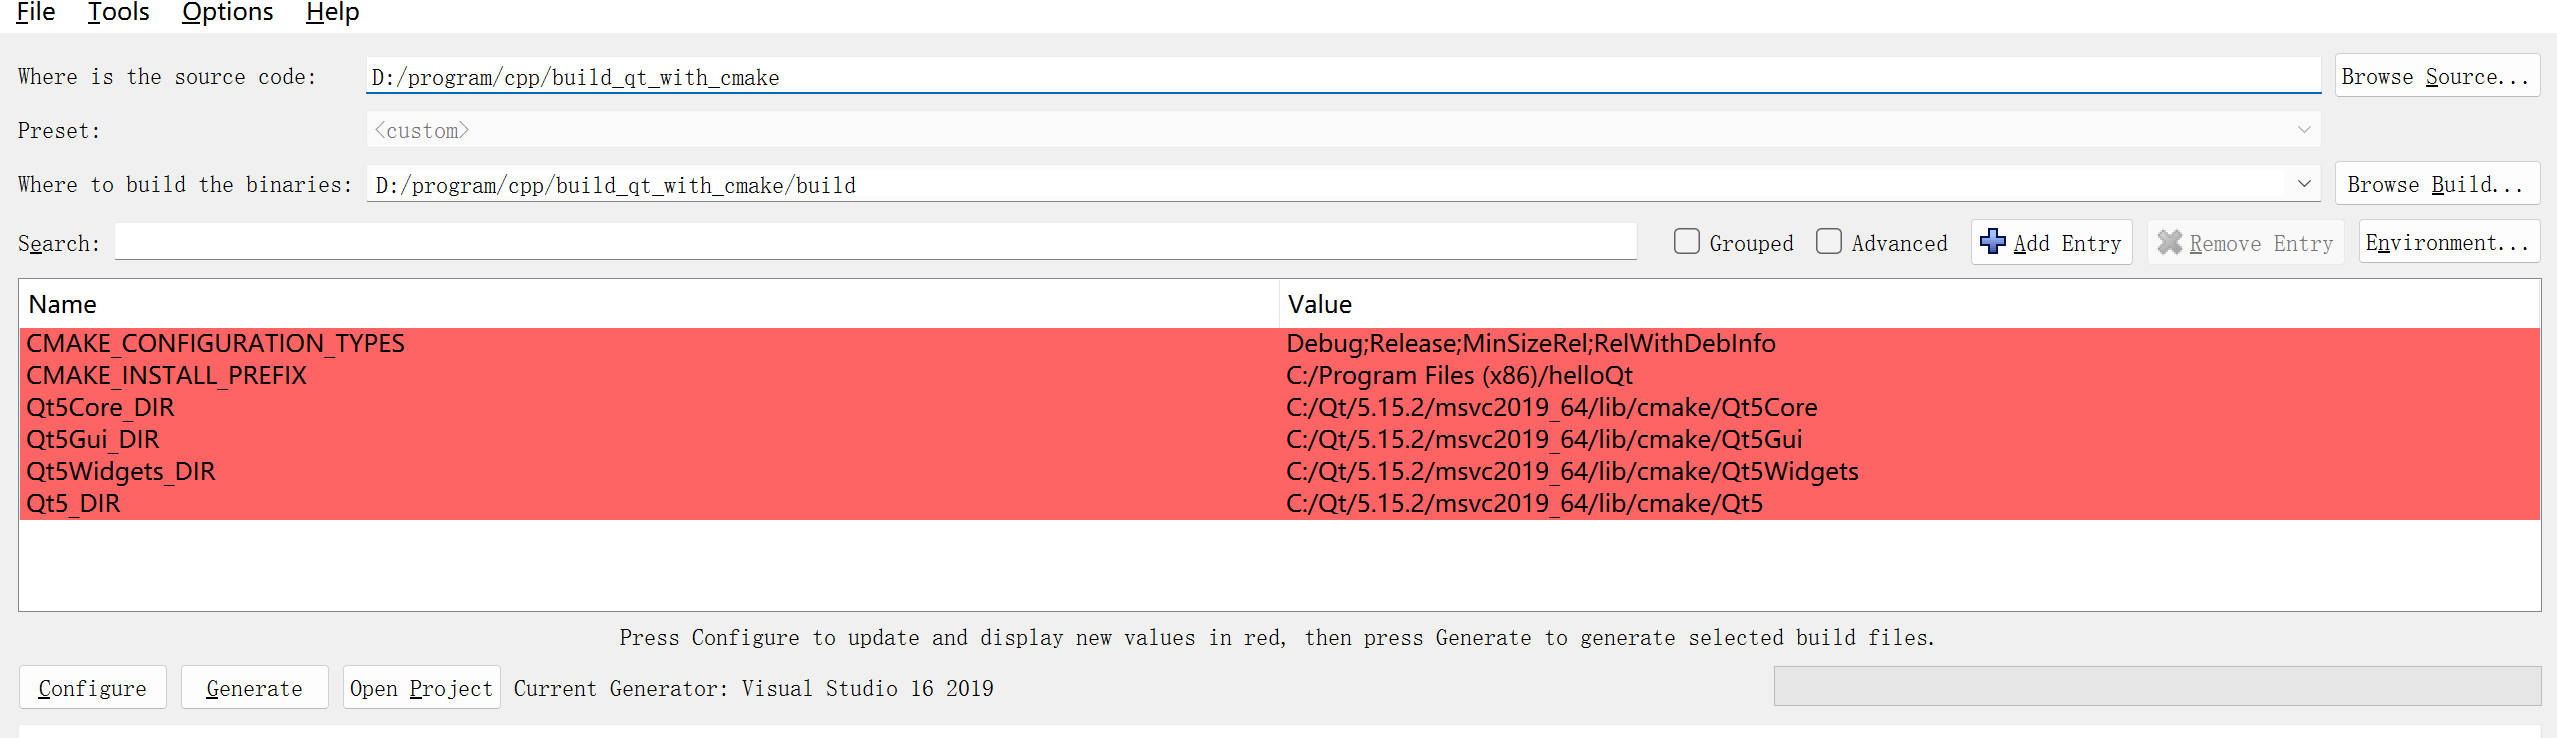 File Tools Options Help
Where is the source code: D:/program/cpp/build_qt_with_cmake Browse Source...
Preset: <custom>
Where to build the binaries: D:/program/cpp/build_qt_with_cmake/build Browse Build...
Search: Grouped Advanced Add Entry Remove Entry Environment...
Name Value
CMAKE_CONFIGURATION_TYPES Debug;Release;MinSizeRel;RelWithDebInfo
CMAKE_INSTALL_PREFIX C:/Program Files (x86)/helloQt
Qt5Core_DIR C:/Qt/5.15.2/msvc2019_64/lib/cmake/Qt5Core
Qt5Gui_DIR C:/Qt/5.15.2/msvc2019_64/lib/cmake/Qt5Gui
Qt5Widgets_DIR C:/Qt/5.15.2/msvc2019_64/lib/cmake/Qt5Widgets
Qt5_DIR C:/Qt/5.15.2/msvc2019_64/lib/cmake/Qt5
Press Configure to update and display new values in red, then press Generate to generate selected build files.
Configure Generate Open Project Current Generator: Visual Studio 16 2019